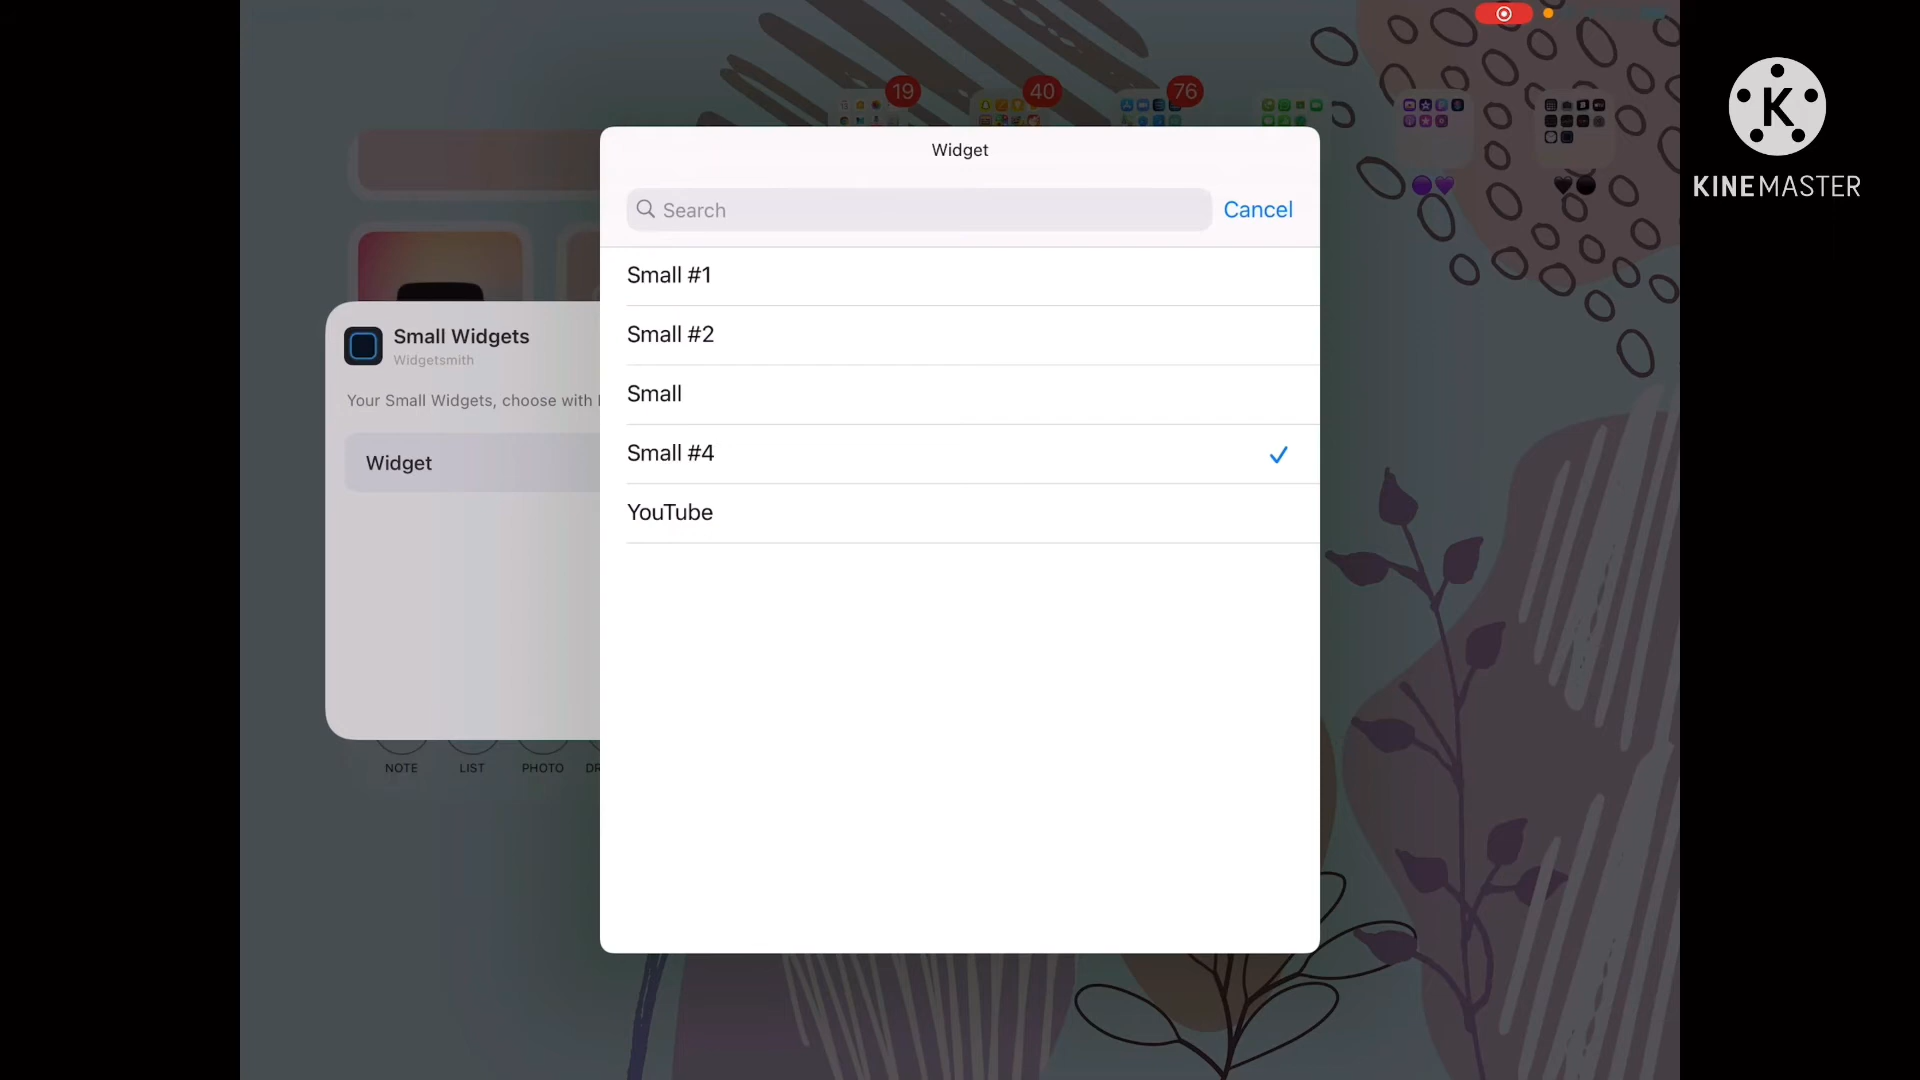 19
40
76
KINEMASTER
Widget
Search
Cancel
Small #1
Small #2
Small
Small #4
YouTube
Small Widgets
Widgetsmith
Your Small Widgets, choose with
Widget
NOTE
LIST
PHOTO
DR